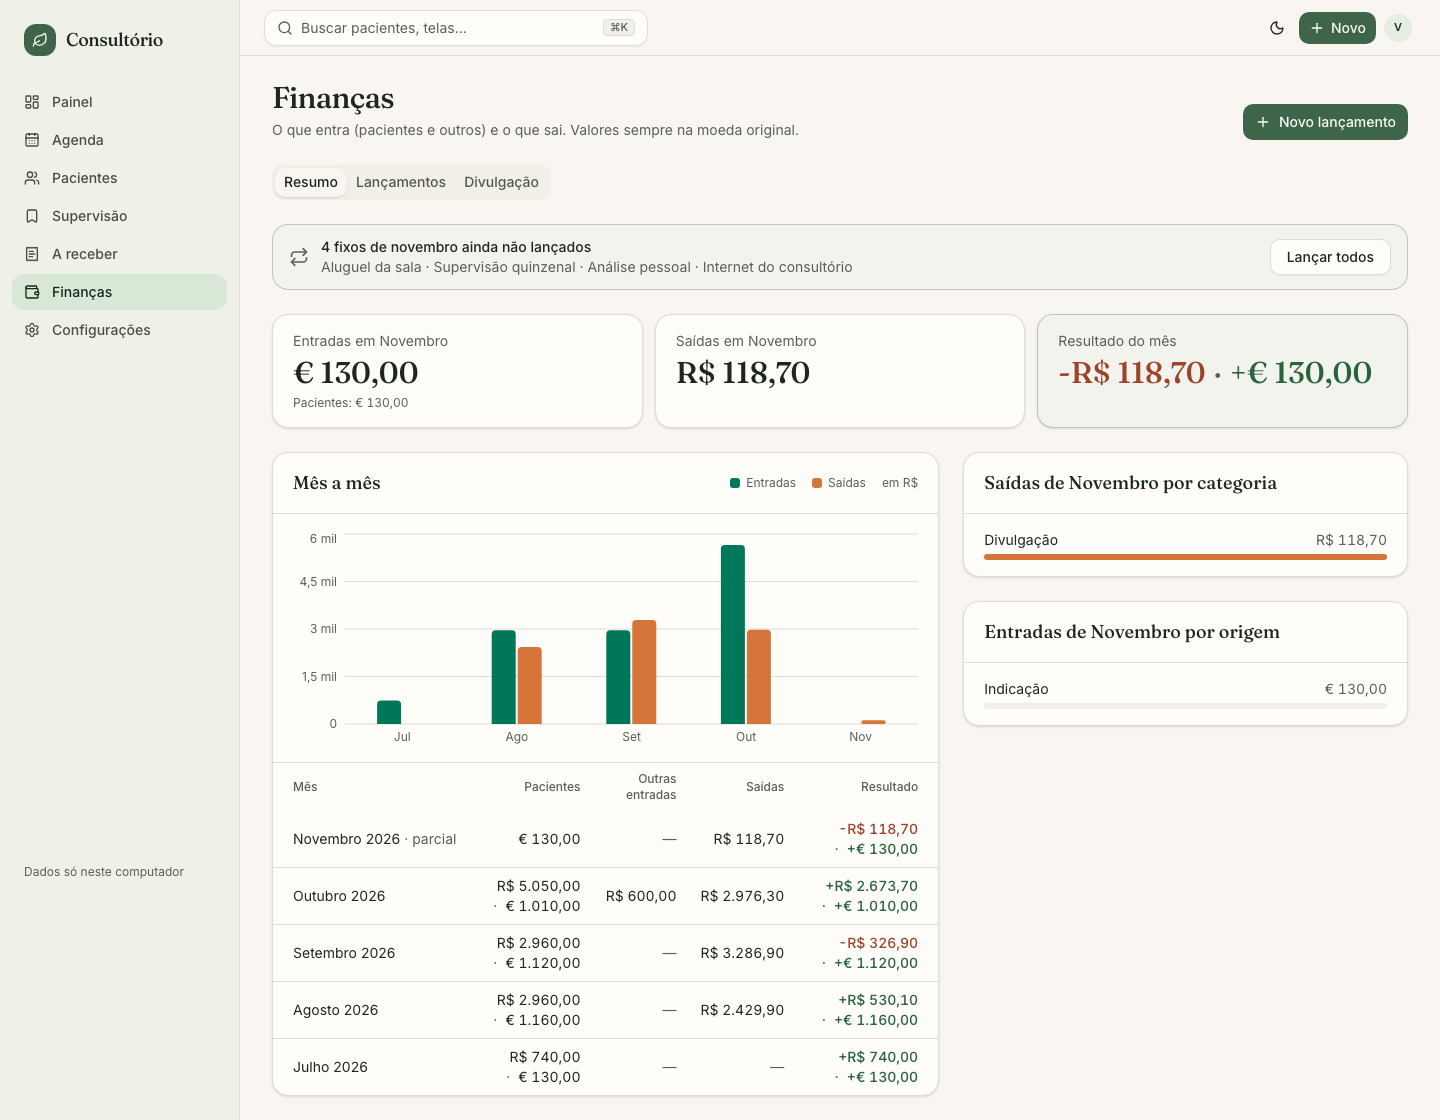 Consultório
Buscar pacientes, telas...
⌘K
Novo
V
Painel
Agenda
Pacientes
Supervisão
A receber
Finanças
Configurações
Dados só neste computador
Finanças
O que entra (pacientes e outros) e o que sai. Valores sempre na moeda original.
Novo lançamento
Resumo
Lançamentos
Divulgação
4 fixos de novembro ainda não lançados
Aluguel da sala · Supervisão quinzenal · Análise pessoal · Internet do consultório
Lançar todos
Entradas em Novembro
€ 130,00
Pacientes: € 130,00
Saídas em Novembro
R$ 118,70
Resultado do mês
-R$ 118,70 · +€ 130,00
Mês a mês
Entradas
Saídas
em R$
6 mil
4,5 mil
3 mil
1,5 mil
0
Jul
Ago
Set
Out
Nov
Mês
Pacientes
Outras
entradas
Saídas
Resultado
Novembro 2026 · parcial
€ 130,00
—
R$ 118,70
-R$ 118,70
· +€ 130,00
Outubro 2026
R$ 5.050,00
· € 1.010,00
R$ 600,00
R$ 2.976,30
+R$ 2.673,70
· +€ 1.010,00
Setembro 2026
R$ 2.960,00
· € 1.120,00
—
R$ 3.286,90
-R$ 326,90
· +€ 1.120,00
Agosto 2026
R$ 2.960,00
· € 1.160,00
—
R$ 2.429,90
+R$ 530,10
· +€ 1.160,00
Julho 2026
R$ 740,00
· € 130,00
—
—
+R$ 740,00
· +€ 130,00
Saídas de Novembro por categoria
Divulgação
R$ 118,70
Entradas de Novembro por origem
Indicação
€ 130,00